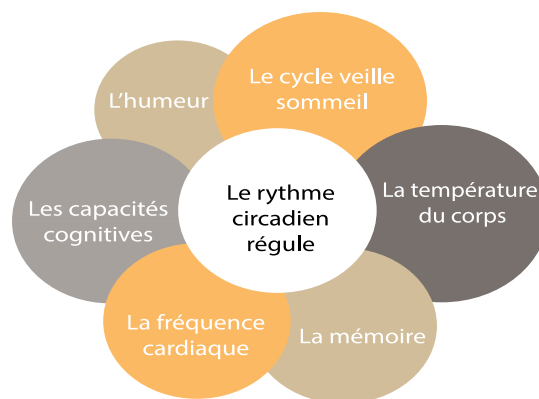 L'humeur
Le cycle veille
sommeil
Les capacités
cognitives
Le rythme
circadien
régule
La température
du corps
La fréquence
cardiaque
La mémoire